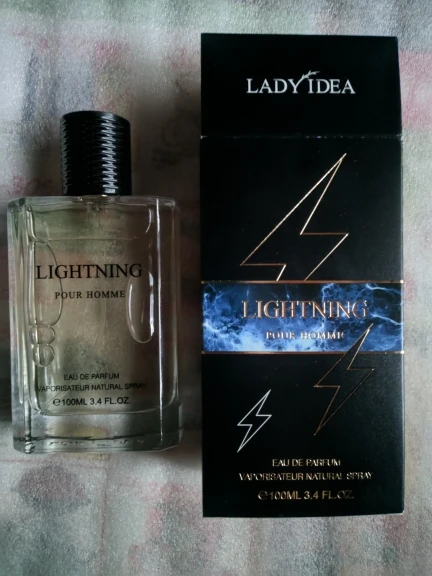 LIGHTNING
POUR HOMME
EAU DE PARFUM
VAPORISATEUR NATURAL SPRAY
℮100ML 3.4 FL.OZ.
LADY IDEA
LIGHTNING
POUR HOMME
EAU DE PARFUM
VAPORISATEUR NATURAL SPRAY
℮100ML 3.4 FL.OZ.